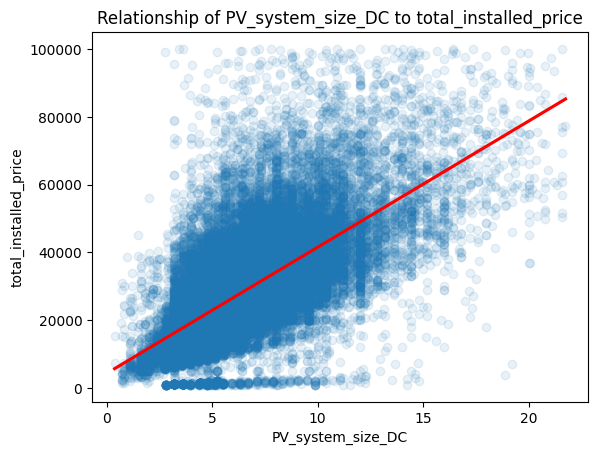 Relationship of PV_system_size_DC to total_installed_price
100000
80000
60000
40000
20000
0
total_installed_price
0 5 10 15 20
PV_system_size_DC